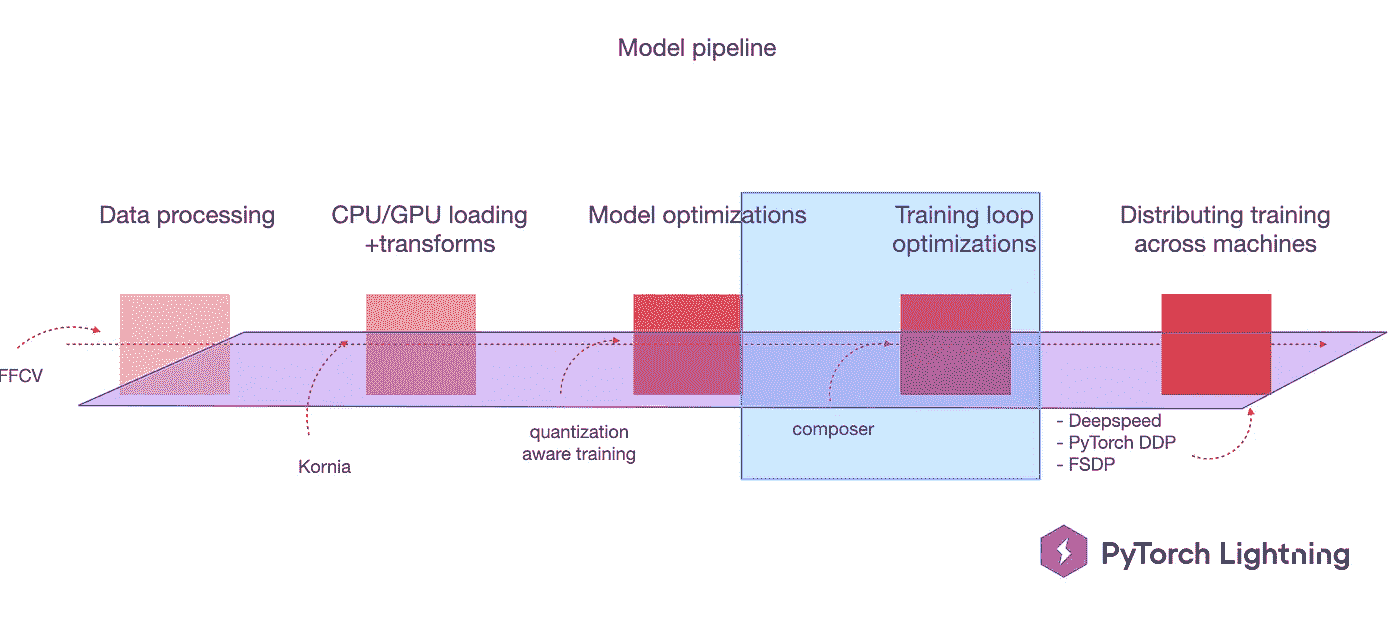 Model pipeline
Data processing
CPU/GPU loading
+transforms
Model optimizations
Training loop
optimizations
Distributing training
across machines
FFCV
Kornia
quantization
aware training
composer
- Deepspeed
- PyTorch DDP
- FSDP
PyTorch Lightning